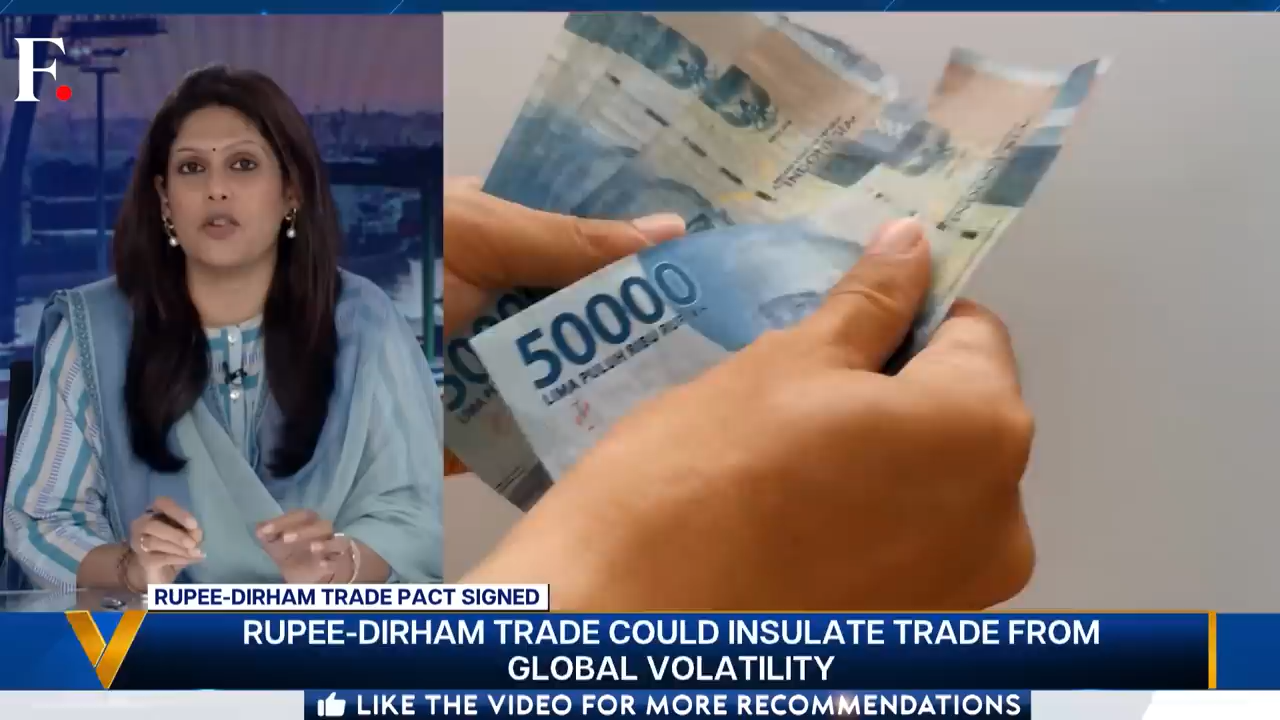 F.
50000
LIMA PULUH RIBU RUPIAH
INDONESIA
RUPEE-DIRHAM TRADE PACT SIGNED
RUPEE-DIRHAM TRADE COULD INSULATE TRADE FROM
GLOBAL VOLATILITY
LIKE THE VIDEO FOR MORE RECOMMENDATIONS